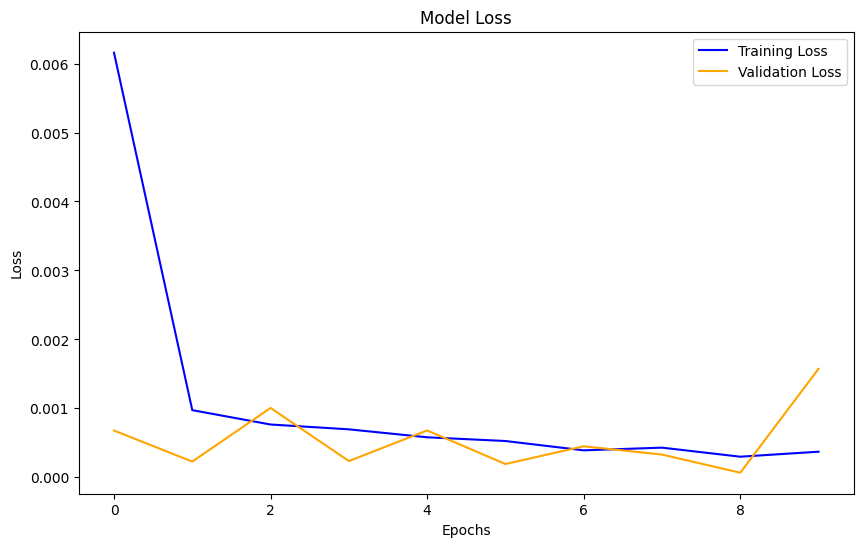 Model Loss
Training Loss
Validation Loss
0.006
0.005
0.004
0.003
0.002
0.001
0.000
Loss
0 2 4 6 8
Epochs